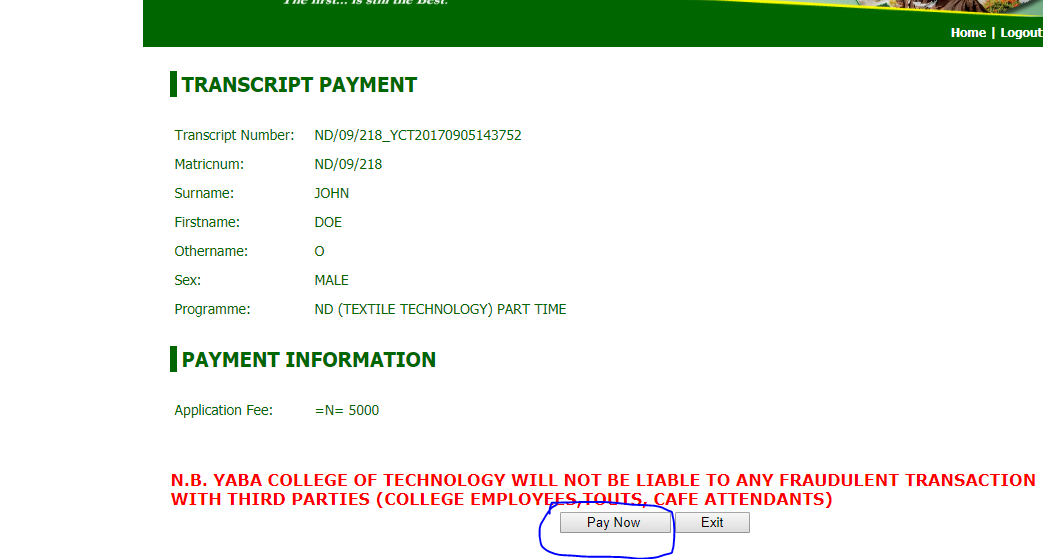 The first... is still the Best.
Home | Logout
TRANSCRIPT PAYMENT
Transcript Number: ND/09/218_YCT20170905143752
Matricnum: ND/09/218
Surname: JOHN
Firstname: DOE
Othername: O
Sex: MALE
Programme: ND (TEXTILE TECHNOLOGY) PART TIME
PAYMENT INFORMATION
Application Fee: =N= 5000
N.B. YABA COLLEGE OF TECHNOLOGY WILL NOT BE LIABLE TO ANY FRAUDULENT TRANSACTION
WITH THIRD PARTIES (COLLEGE EMPLOYEES,TOUTS, CAFE ATTENDANTS)
Pay Now Exit